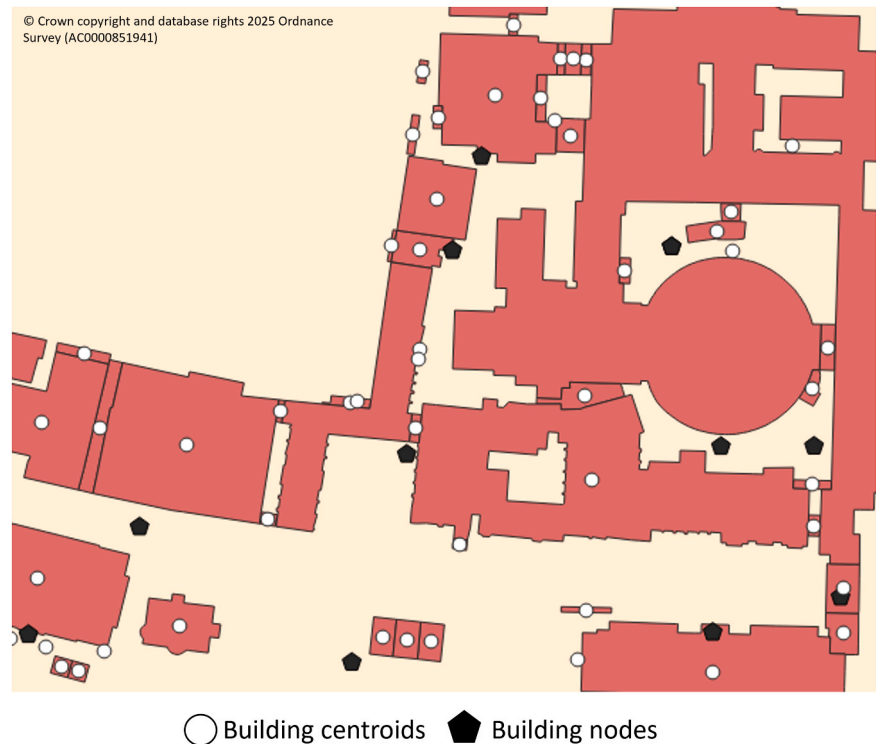 © Crown copyright and database rights 2025 Ordnance
Survey (AC0000851941)
Building centroids Building nodes